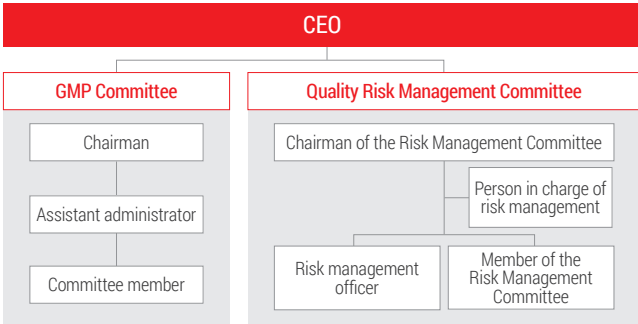 CEO
GMP Committee
Quality Risk Management Committee
Chairman
Assistant administrator
Committee member
Chairman of the Risk Management Committee
Person in charge of
risk management
Risk management
officer
Member of the
Risk Management
Committee